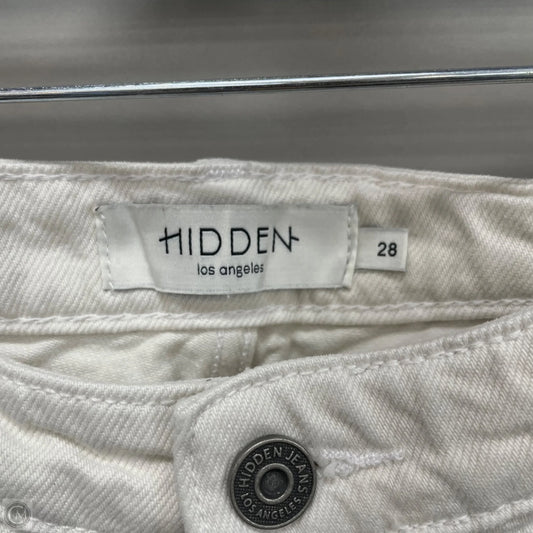 HIDDEN
los angeles
28
HIDDEN JEANS
LOS ANGELES